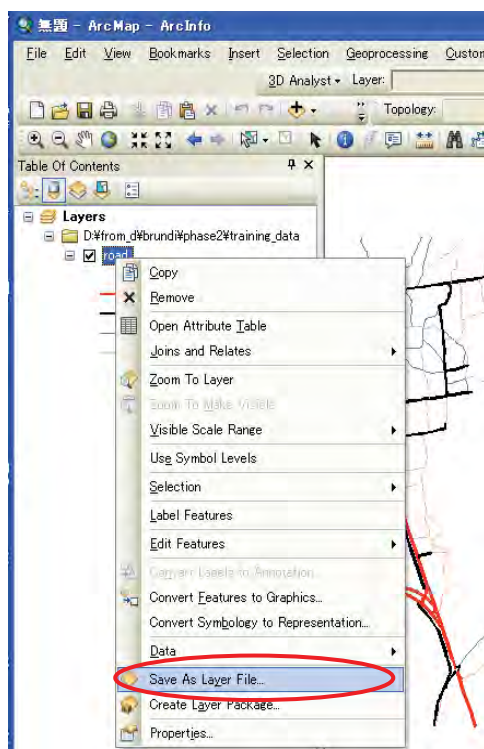 無題 - ArcMap - ArcInfo
File Edit View Bookmarks Insert Selection Geoprocessing Custom
3D Analyst Layer:
Topology:
Table Of Contents
Layers
D:¥from_d¥brundi¥phase2¥training_data
road
Copy
Remove
Open Attribute Table
Joins and Relates
Zoom To Layer
Zoom To Make Visible
Visible Scale Range
Use Symbol Levels
Selection
Label Features
Edit Features
Convert Labels to Annotation...
Convert Features to Graphics...
Convert Symbology to Representation...
Data
Save As Layer File...
Create Layer Package...
Properties...